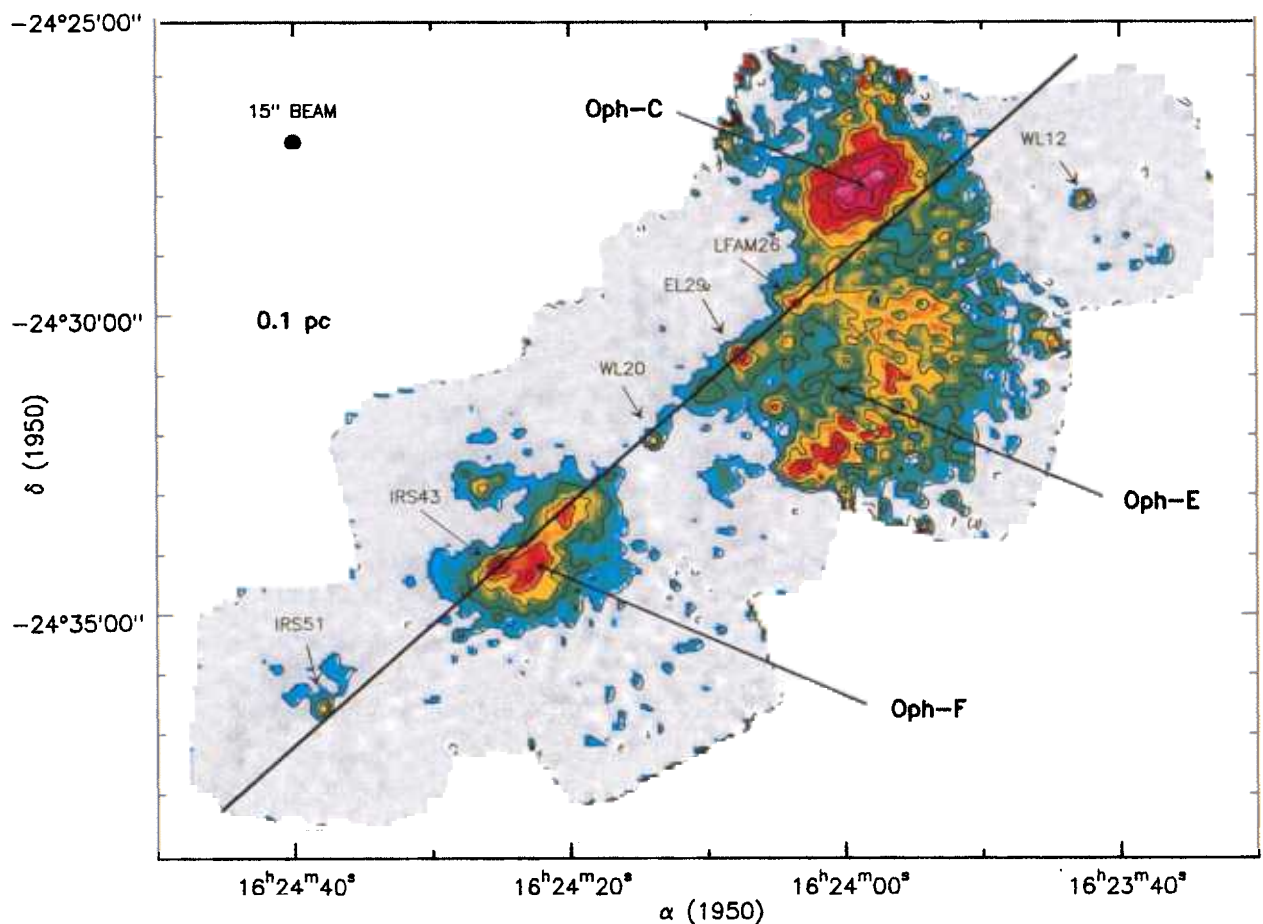 −24°25'00''
15'' BEAM
Oph−C
WL12
LFAM26
EL29
−24°30'00''
0.1 pc
WL20
δ (1950)
IRS43
Oph−E
−24°35'00''
IRS51
Oph−F
16ʰ24ᵐ40ˢ
16ʰ24ᵐ20ˢ
16ʰ24ᵐ00ˢ
16ʰ23ᵐ40ˢ
α (1950)